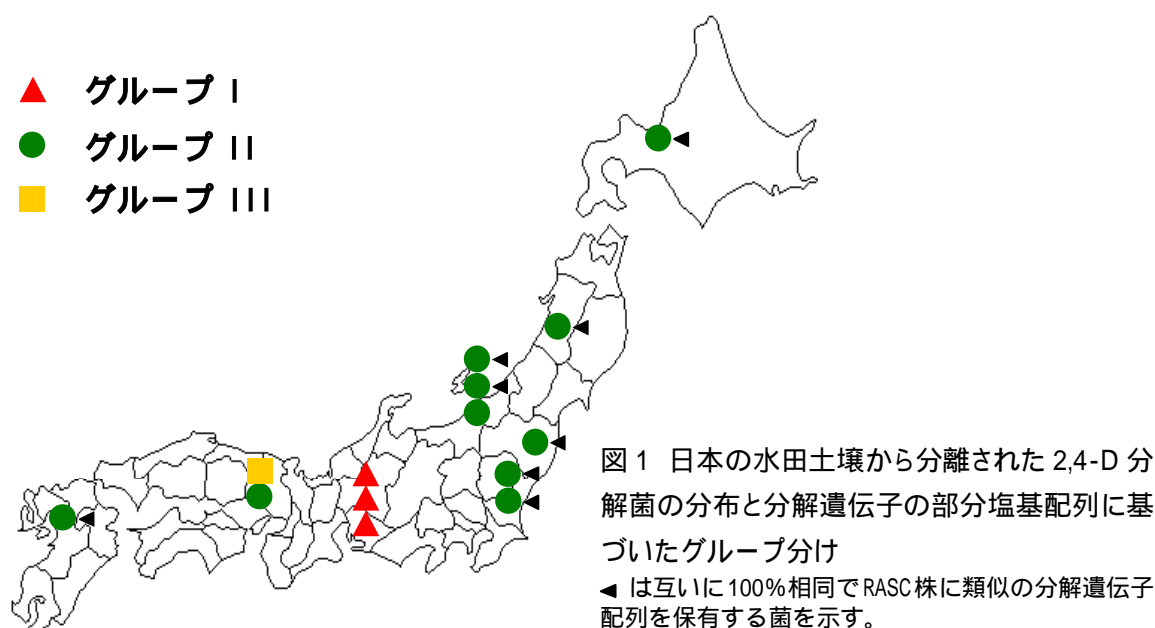 グループ I
グループ II
グループ III
図 1 日本の水田土壌から分離された 2,4-D 分
解菌の分布と分解遺伝子の部分塩基配列に基
づいたグループ分け
◄ は互いに100%相同でRASC株に類似の分解遺伝子
配列を保有する菌を示す。